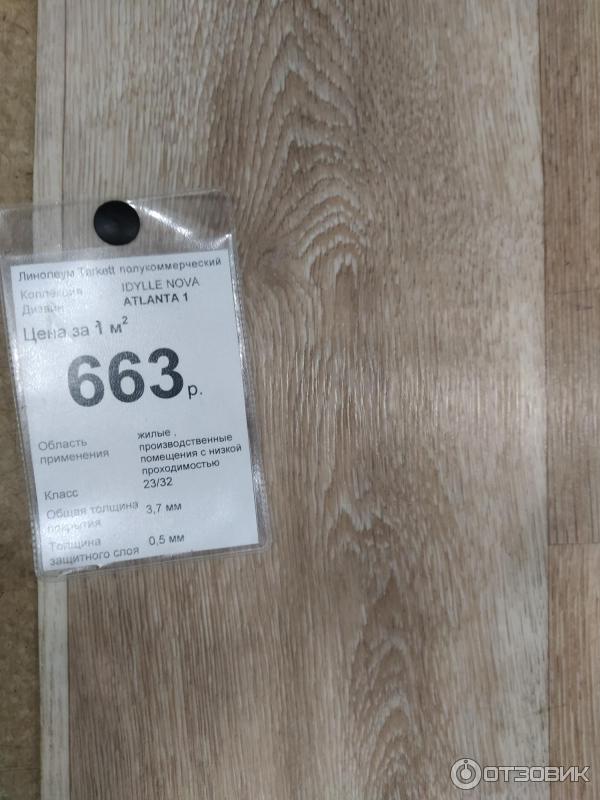 Линолеум Tarkett полукоммерческий
Коллекция IDYLLE NOVA
Дизайн ATLANTA 1
Цена за 1 м²
663 р.
Область применения
жилые ,
производственные
помещения с низкой
проходимостью
Класс 23/32
Общая толщина покрытия 3,7 мм
Толщина защитного слоя 0,5 мм
ОТЗОВИК